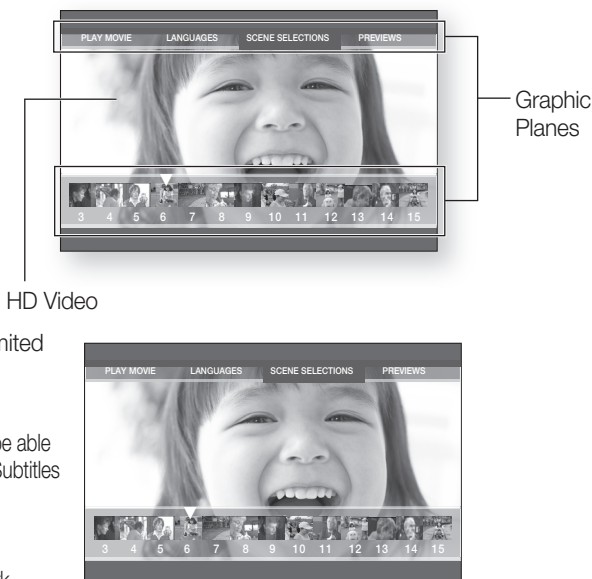 PLAY MOVIE LANGUAGES SCENE SELECTIONS PREVIEWS
Graphic
Planes
3 4 5 6 7 8 9 10 11 12 13 14 15
HD Video
PLAY MOVIE LANGUAGES SCENE SELECTIONS PREVIEWS
able
Subtitles
3 4 5 6 7 8 9 10 11 12 13 14 15